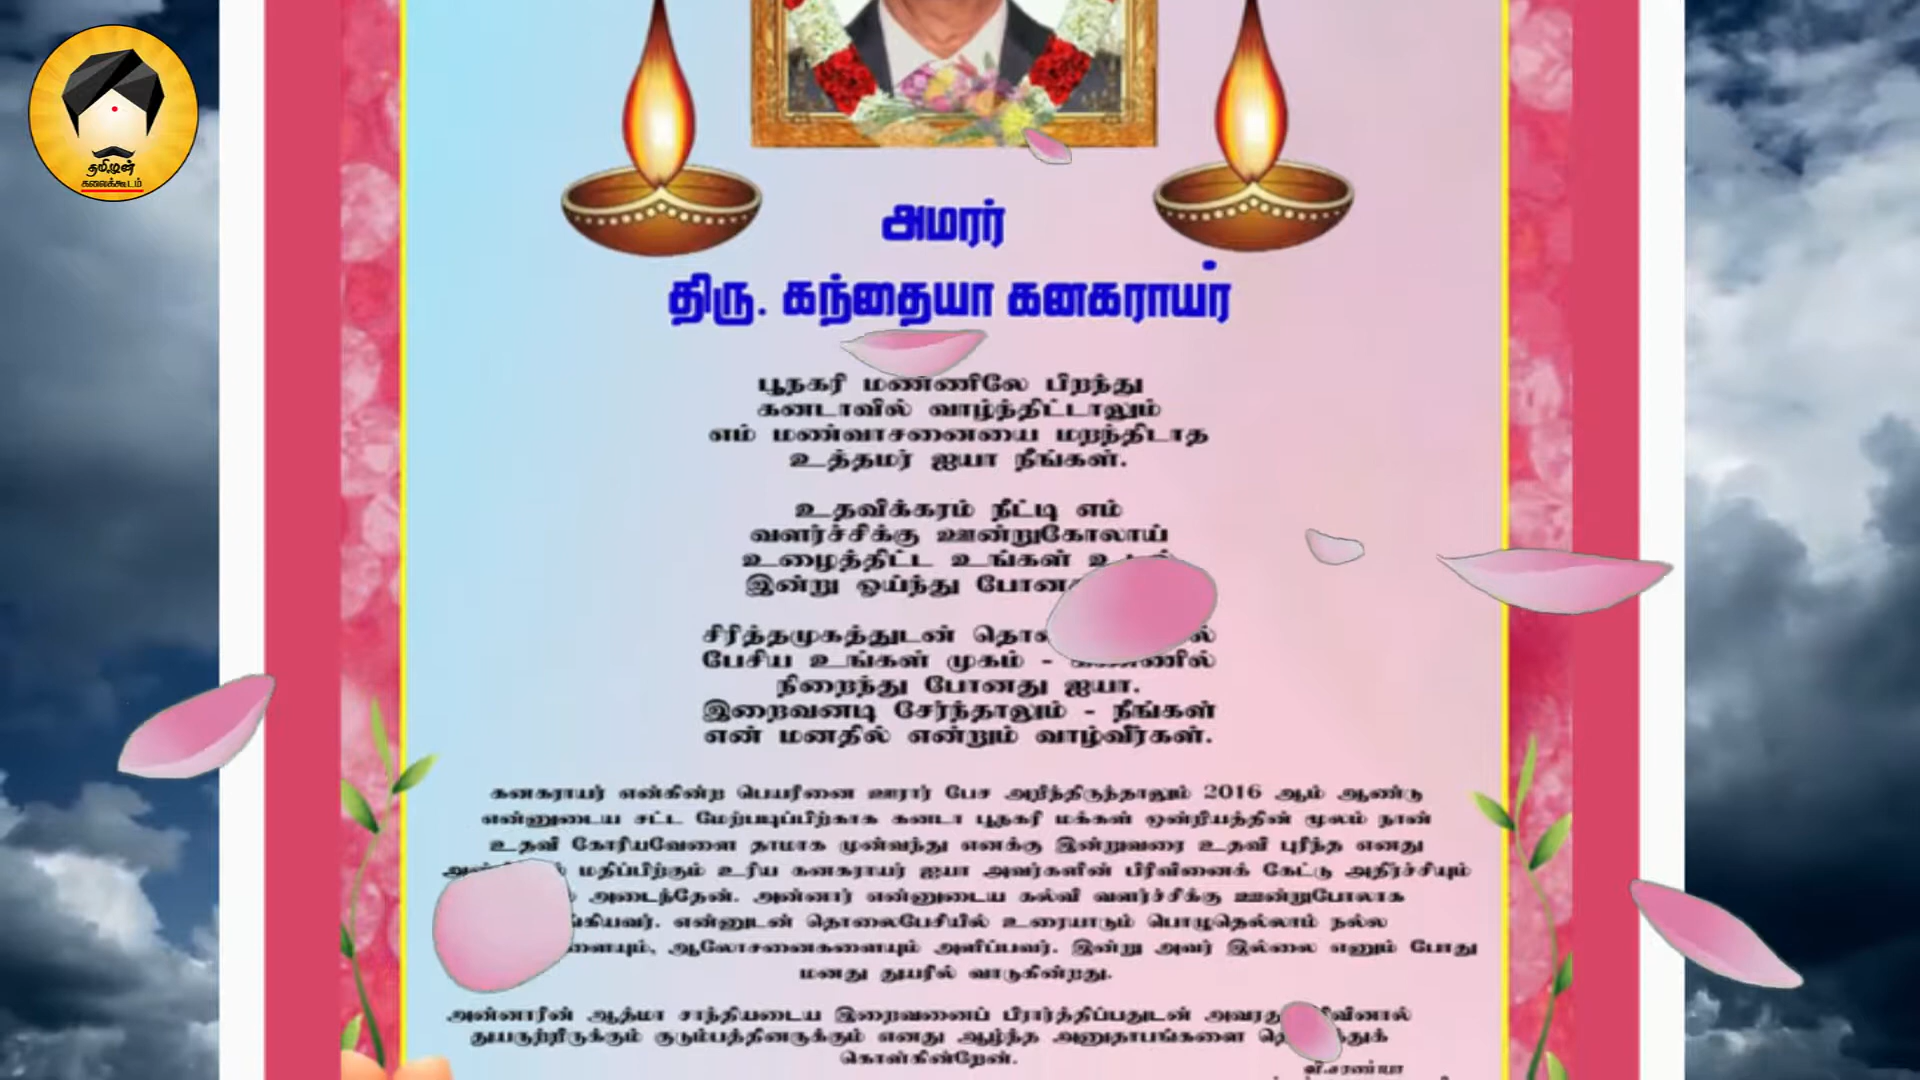 தமிழன்
கலைக்கூடம்
அமரர்
திரு. கந்தையா கனகராயர்
பூநகரி மண்ணிலே பிறந்து
கனடாவில் வாழ்ந்திட்டாலும்
எம் மண்வாசனையை மறந்திடாத
உத்தமர் ஐயா நீங்கள்.
உதவிக்கரம் நீட்டி எம்
வளர்ச்சிக்கு ஊன்றுகோலாய்
உழைத்திட்ட உங்கள்
இன்று ஓய்ந்து
சிரித்தமுகத்துடன்
பேசிய உங்கள் முகம் -
நிறைந்து போனது ஐயா.
இறைவனடி சேர்ந்தாலும் - நீங்கள்
என் மனதில் என்றும் வாழ்வீர்கள்.
கனகராயர் என்கின்ற பெயரினை ஊரார் பேச அறிந்திருந்தாலும் 2016 ஆம் ஆண்டு
என்னுடைய சட்ட மேற்படிப்பிற்காக கனடா பூநகரி மக்கள் ஒன்றியத்தின் மூலம் நான்
உதவி கோரியவேளை தாமாக முன்வந்து எனக்கு இன்றுவரை உதவி புரிந்த எனது
மதிப்பிற்கும் உரிய கனகராயர் ஐயா அவர்களின் பிரிவினைக் கேட்டு அதிர்ச்சியும்
அடைந்தேன். அன்னார் என்னுடைய கல்வி வளர்ச்சிக்கு ஊன்றுபோலாக
என்னுடன் தொலைபேசியில் உரையாடும் பொழுதெல்லாம் நல்ல
ஆலோசனைகளையும் அளிப்பவர். இன்று அவர் இல்லை எனும் போது
மனது துயரில் வாடுகின்றது.
அன்னாரின் ஆத்மா சாந்தியடைய இறைவனைப் பிரார்த்திப்பதுடன்
துயருற்றிருக்கும் குடும்பத்தினருக்கும் எனது ஆழ்ந்த அனுதாபங்களை
கொள்கின்றேன்.
வி.சரண்யா